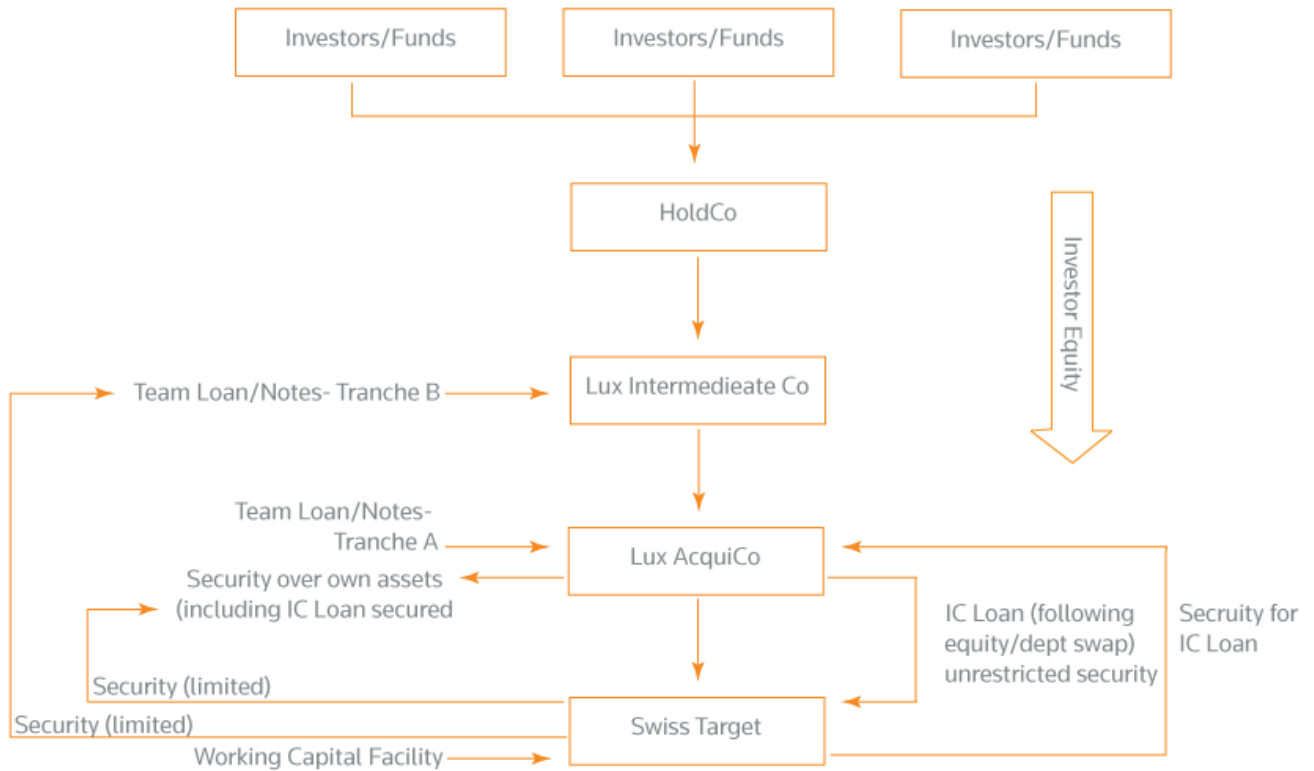 Investors/Funds
Investors/Funds
Investors/Funds
HoldCo
Investor Equity
Team Loan/Notes- Tranche B
Lux Intermedieate Co
Team Loan/Notes-
Tranche A
Lux AcquiCo
Security over own assets
(including IC Loan secured
IC Loan (following
equity/dept swap)
unrestricted security
Secruity for
IC Loan
Security (limited)
Security (limited)
Swiss Target
Working Capital Facility